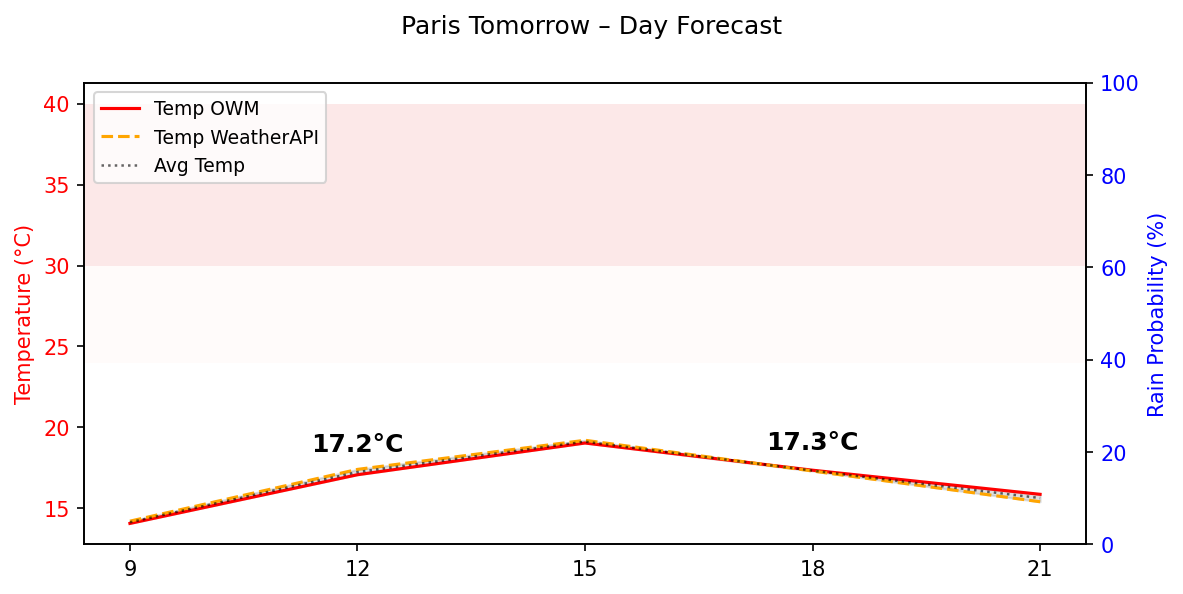 Paris Tomorrow – Day Forecast
Temp OWM
Temp WeatherAPI
Avg Temp
Temperature (°C)
40
35
30
25
20
15
100
80
60
40
20
0
Rain Probability (%)
17.2°C
17.3°C
9
12
15
18
21